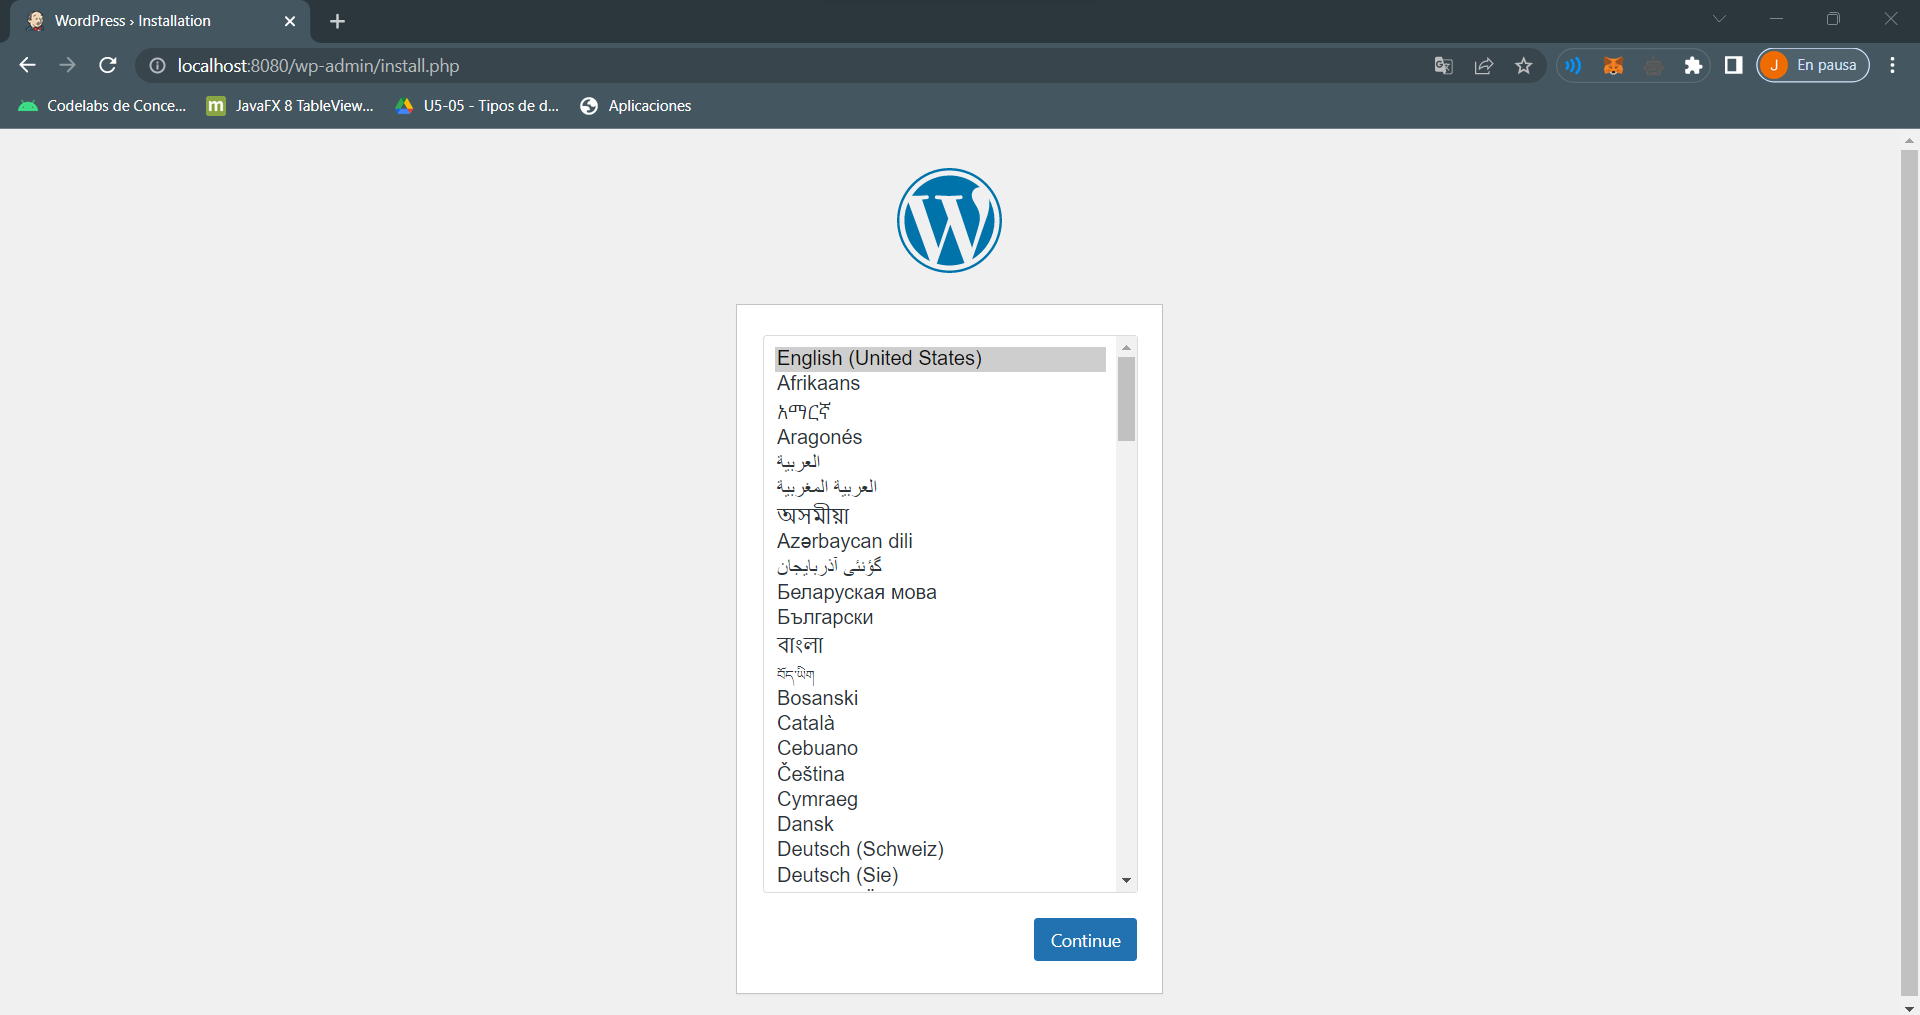 WordPress › Installation
localhost:8080/wp-admin/install.php
J En pausa
Codelabs de Conce... m JavaFX 8 TableView... U5-05 - Tipos de d... Aplicaciones
English (United States)
Afrikaans
አማርኛ
Aragonés
العربية
العربية المغربية
অসমীয়া
Azərbaycan dili
گؤنئی آذربایجان
Беларуская мова
Български
বাংলা
བོད་ཡིག
Bosanski
Català
Cebuano
Čeština
Cymraeg
Dansk
Deutsch (Schweiz)
Deutsch (Sie)
Continue